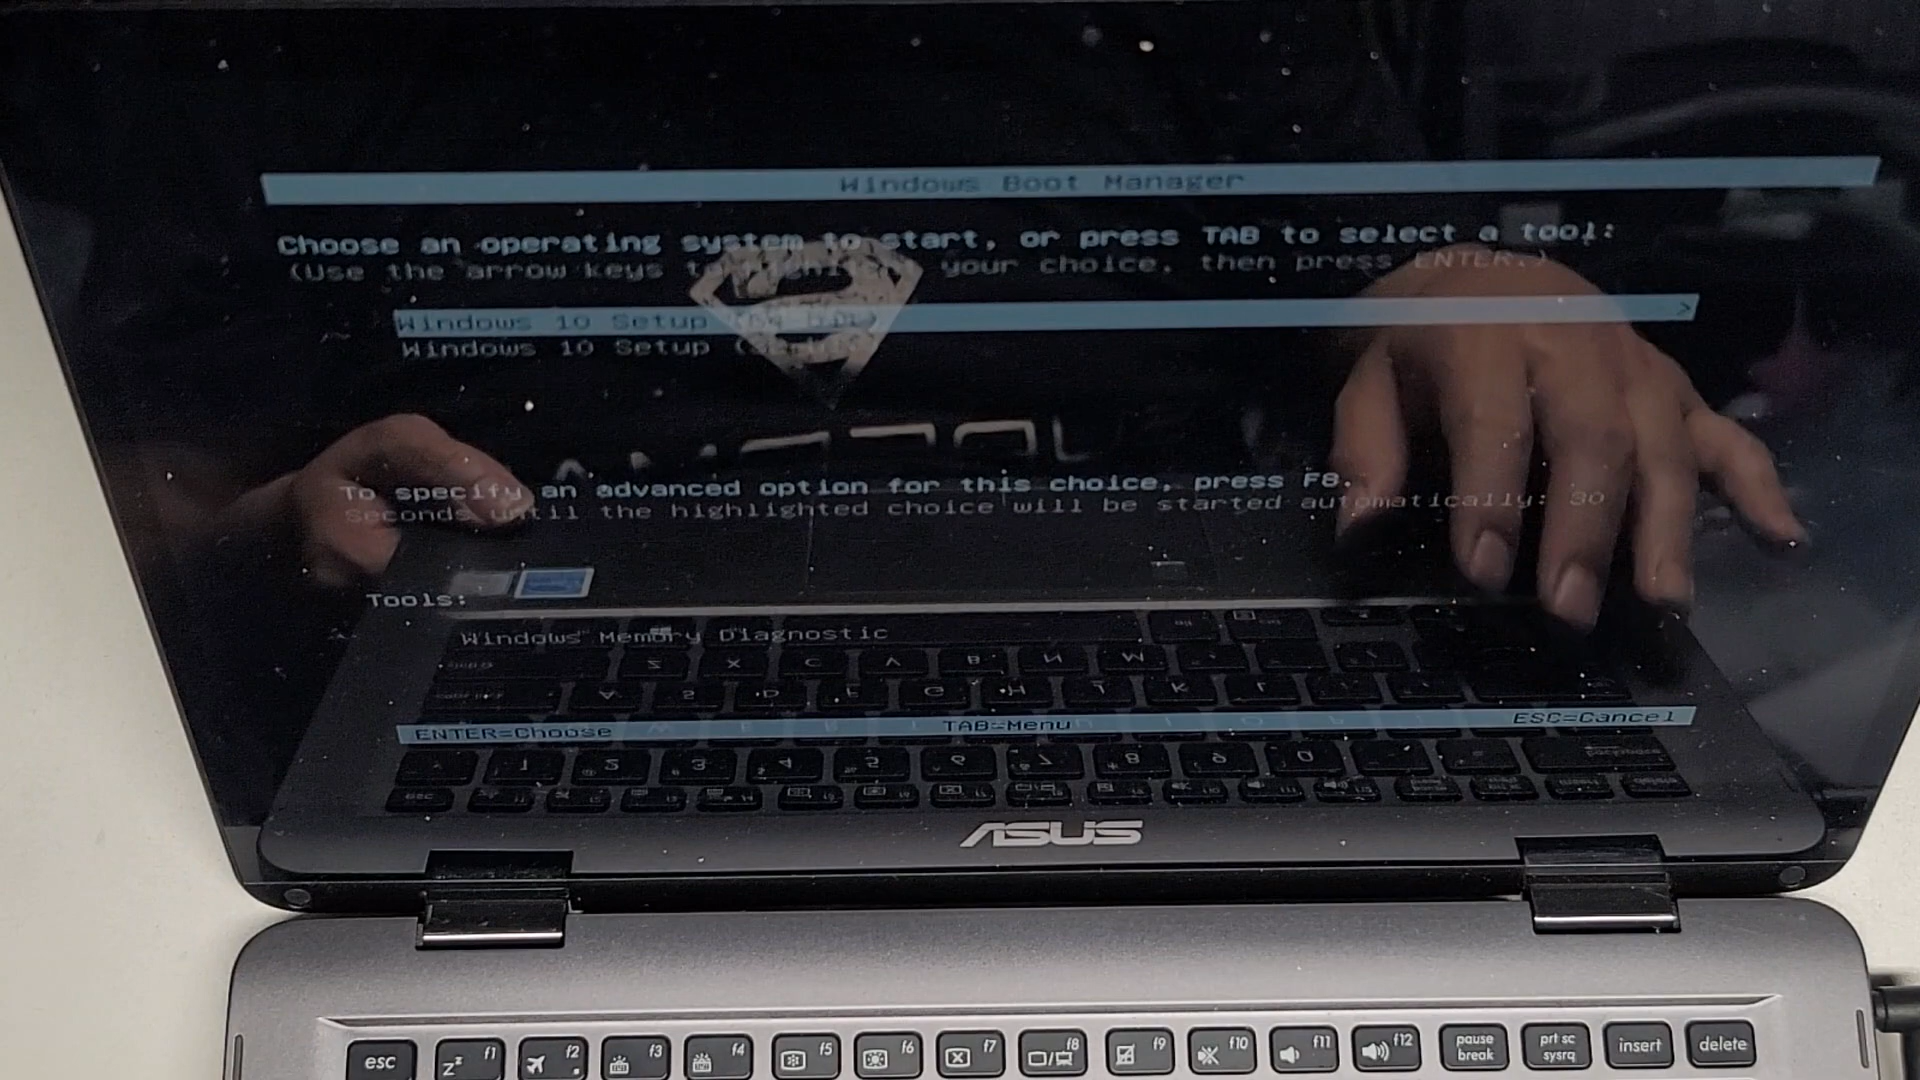 Windows Boot Manager
Choose an operating system to start, or press TAB to select a tool:
(Use the arrow keys to highlight your choice, then press ENTER.)
Windows 10 Setup >
Windows 10 Setup
To specify an advanced option for this choice, press F8.
Seconds until the highlighted choice will be started automatically: 30
Tools:
Windows Memory Diagnostic
ENTER=Choose TAB=Menu ESC=Cancel
ASUS
esc f1 f2 f3 f4 f5 f6 f7 f8 f9 f10 f11 f12 pause break prt sc sysrq insert delete